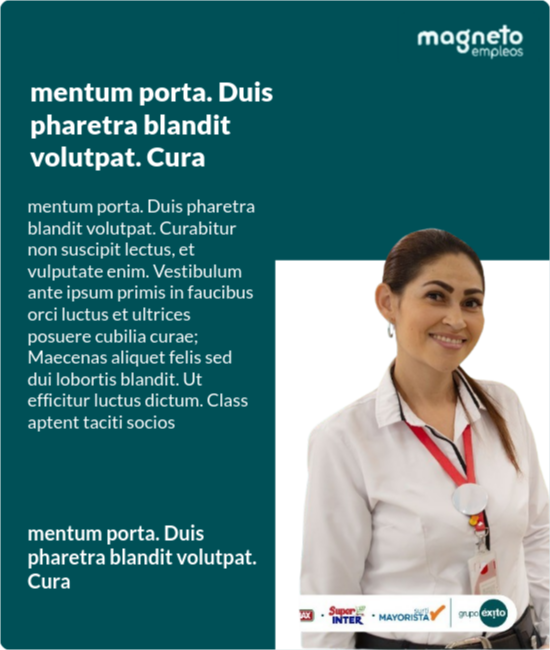 magneto
empleos
mentum porta. Duis
pharetra blandit
volutpat. Cura
mentum porta. Duis pharetra
blandit volutpat. Curabitur
non suscipit lectus, et
vulputate enim. Vestibulum
ante ipsum primis in faucibus
orci luctus et ultrices
posuere cubilia curae;
Maecenas aliquet felis sed
dui lobortis blandit. Ut
efficitur luctus dictum. Class
aptent taciti socios
mentum porta. Duis
pharetra blandit volutpat.
Cura
Super
INTER
surti
MAYORISTA
grupo éxito